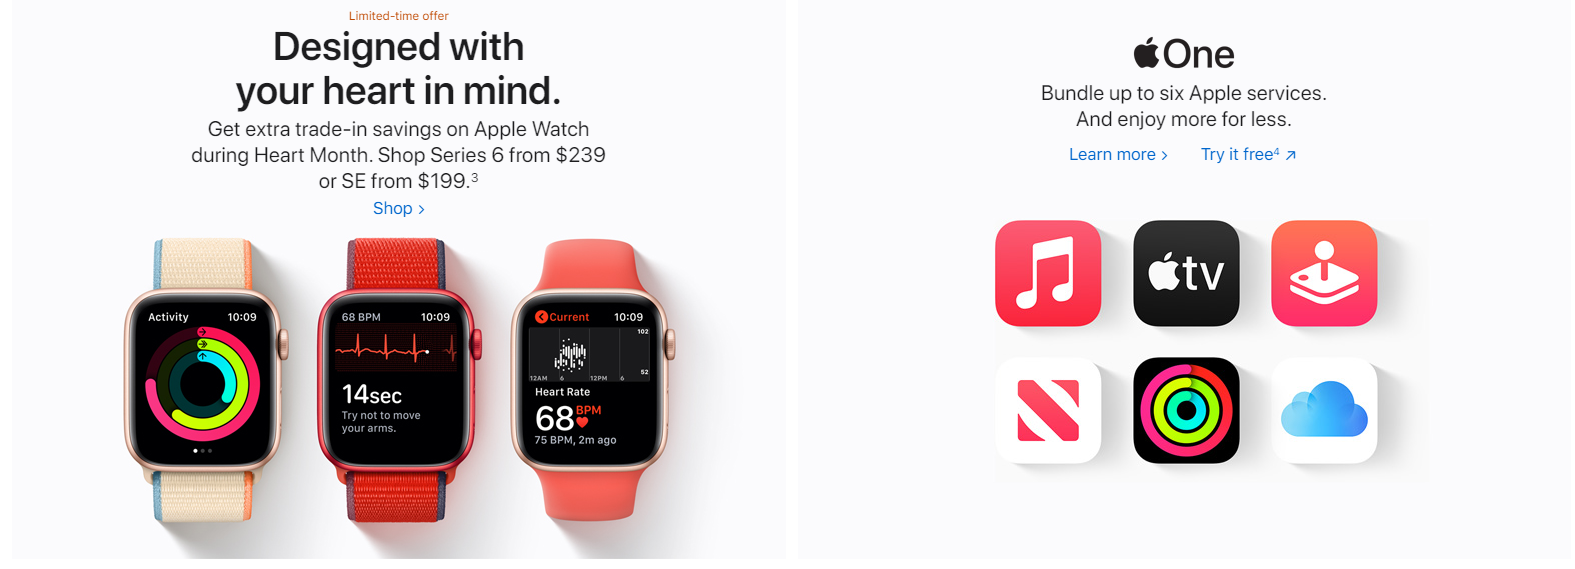 Limited-time offer
Designed with
your heart in mind.
Get extra trade-in savings on Apple Watch
during Heart Month. Shop Series 6 from $239
or SE from $199.³
Shop >
Activity 10:09
68 BPM 10:09
14sec
Try not to move
your arms.
Current 10:09
102
52
12AM 6 12PM 6
Heart Rate
68 BPM
75 BPM, 2m ago
One
Bundle up to six Apple services.
And enjoy more for less.
Learn more > Try it free⁴ ↗
tv